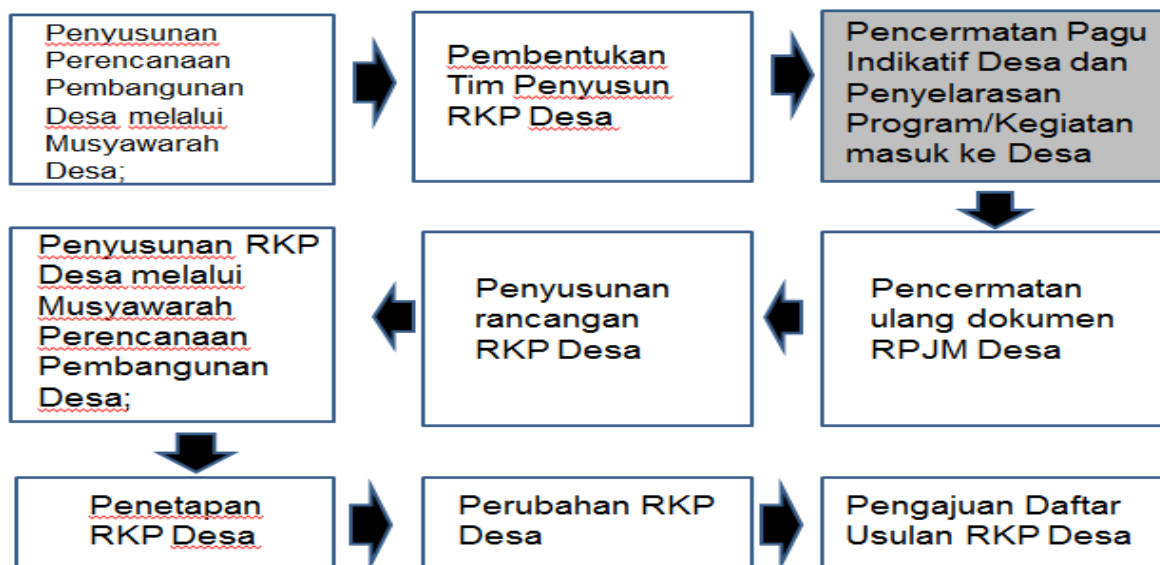 Penyusunan
Perencanaan
Pembangunan
Desa melalui
Musyawarah
Desa;
Pembentukan
Tim Penyusun
RKP Desa
Pencermatan Pagu
Indikatif Desa dan
Penyelarasan
Program/Kegiatan
masuk ke Desa
Pencermatan
ulang dokumen
RPJM Desa
Penyusunan
rancangan
RKP Desa
Penyusunan RKP
Desa melalui
Musyawarah
Perencanaan
Pembangunan
Desa;
Penetapan
RKP Desa
Perubahan RKP
Desa
Pengajuan Daftar
Usulan RKP Desa